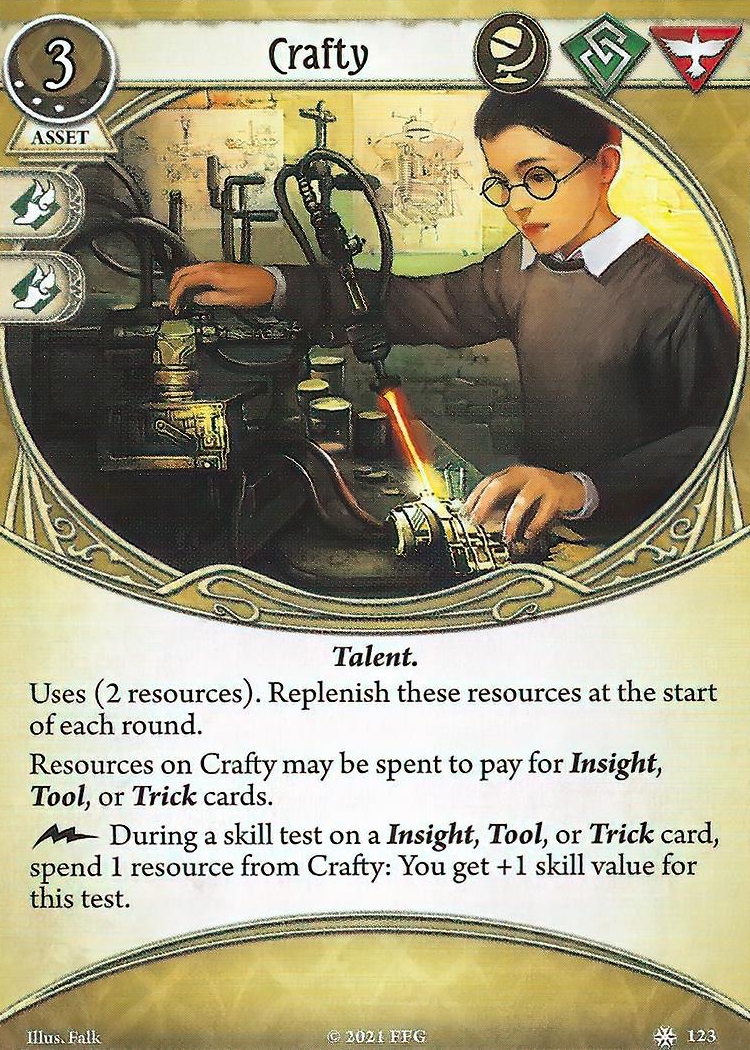 3
Crafty
ASSET
Talent.
Uses (2 resources). Replenish these resources at the start
of each round.
Resources on Crafty may be spent to pay for Insight,
Tool, or Trick cards.
During a skill test on a Insight, Tool, or Trick card,
spend 1 resource from Crafty: You get +1 skill value for
this test.
Illus. Falk
© 2021 FFG
123